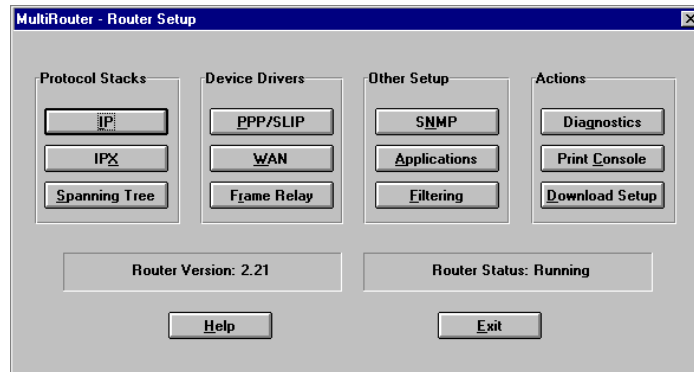 MultiRouter - Router Setup
Protocol Stacks Device Drivers Other Setup Actions
IP PPP/SLIP SNMP Diagnostics
IPX WAN Applications Print Console
Spanning Tree Frame Relay Filtering Download Setup
Router Version: 2.21 Router Status: Running
Help Exit